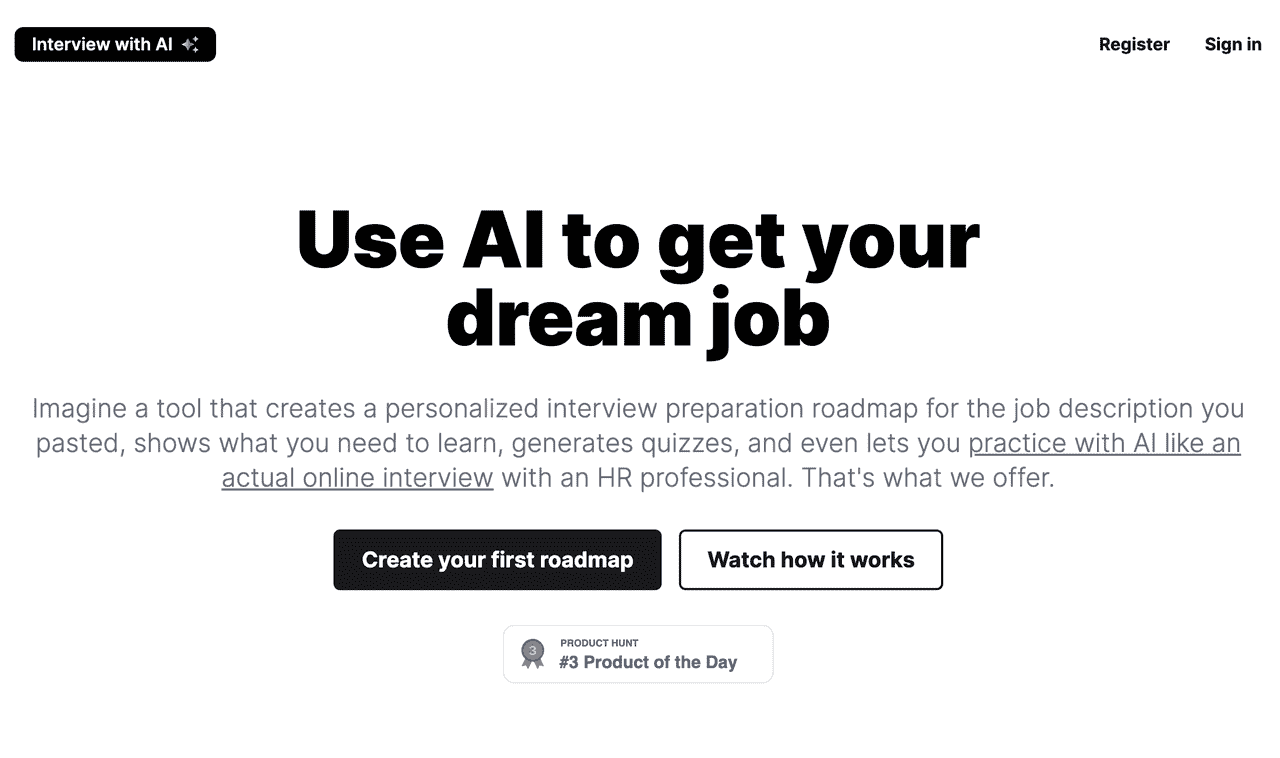 Interview with AI
Register
Sign in
Use AI to get your
dream job
Imagine a tool that creates a personalized interview preparation roadmap for the job description you
pasted, shows what you need to learn, generates quizzes, and even lets you practice with AI like an
actual online interview with an HR professional. That's what we offer.
Create your first roadmap
Watch how it works
3
PRODUCT HUNT
#3 Product of the Day